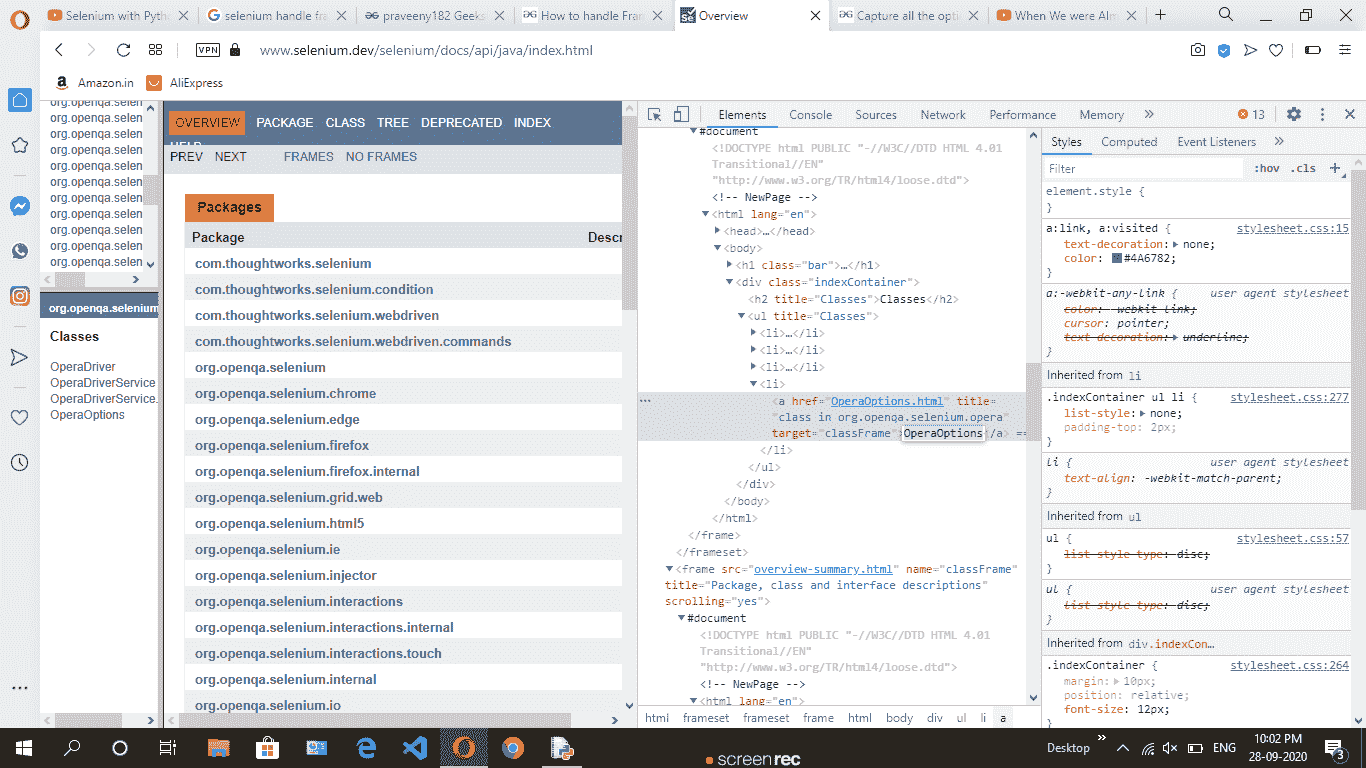 Selenium with Pyth
selenium handle fra
praveeny182 Geeks
How to handle Fran
Overview
Capture all the opti
When We were Alm
VPN
www.selenium.dev/selenium/docs/api/java/index.html
Amazon.in
AliExpress
org.openqa.selen
org.openqa.selen
org.openqa.selen
org.openqa.selen
org.openqa.selen
org.openqa.selen
org.openqa.selen
org.openqa.selen
org.openqa.selen
org.openqa.selen
org.openqa.selen
org.openqa.selenium
Classes
OperaDriver
OperaDriverService
OperaDriverService.
OperaOptions
OVERVIEW PACKAGE CLASS TREE DEPRECATED INDEX
HELP
PREV NEXT FRAMES NO FRAMES
Packages
Package Descr
com.thoughtworks.selenium
com.thoughtworks.selenium.condition
com.thoughtworks.selenium.webdriven
com.thoughtworks.selenium.webdriven.commands
org.openqa.selenium
org.openqa.selenium.chrome
org.openqa.selenium.edge
org.openqa.selenium.firefox
org.openqa.selenium.firefox.internal
org.openqa.selenium.grid.web
org.openqa.selenium.html5
org.openqa.selenium.ie
org.openqa.selenium.injector
org.openqa.selenium.interactions
org.openqa.selenium.interactions.internal
org.openqa.selenium.interactions.touch
org.openqa.selenium.internal
org.openqa.selenium.io
Elements Console Sources Network Performance Memory » 13
▼#document
<!DOCTYPE html PUBLIC "-//W3C//DTD HTML 4.01
Transitional//EN"
"http://www.w3.org/TR/html4/loose.dtd">
<!-- NewPage -->
▼<html lang="en">
▶<head>…</head>
▼<body>
▶<h1 class="bar">…</h1>
▼<div class="indexContainer">
<h2 title="Classes">Classes</h2>
▼<ul title="Classes">
▶<li>…</li>
▶<li>…</li>
▶<li>…</li>
▼<li>
… <a href="OperaOptions.html" title=
"class in org.openqa.selenium.opera"
target="classFrame">OperaOptions</a> ==
</li>
</ul>
</div>
</body>
</html>
</frame>
</frameset>
▼<frame src="overview-summary.html" name="classFrame"
title="Package, class and interface descriptions"
scrolling="yes">
▼#document
<!DOCTYPE html PUBLIC "-//W3C//DTD HTML 4.01
Transitional//EN"
"http://www.w3.org/TR/html4/loose.dtd">
<!-- NewPage -->
▼<html lang="en">
html frameset frameset frame html body div ul li a
Styles Computed Event Listeners »
Filter :hov .cls +
element.style {
}
a:link, a:visited { stylesheet.css:15
text-decoration:▶ none;
color: #4A6782;
}
a:-webkit-any-link { user agent stylesheet
color: -webkit-link;
cursor: pointer;
text-decoration:▶ underline;
}
Inherited from li
.indexContainer ul li { stylesheet.css:277
list-style:▶ none;
padding-top: 2px;
}
li { user agent stylesheet
text-align: -webkit-match-parent;
}
Inherited from ul
ul { stylesheet.css:57
list-style-type: disc;
}
ul { user agent stylesheet
list-style-type: disc;
}
Inherited from div.indexCon…
.indexContainer { stylesheet.css:264
margin:▶ 10px;
position: relative;
font-size: 12px;
}
Desktop » ENG 10:02 PM
28-09-2020
3
screenrec